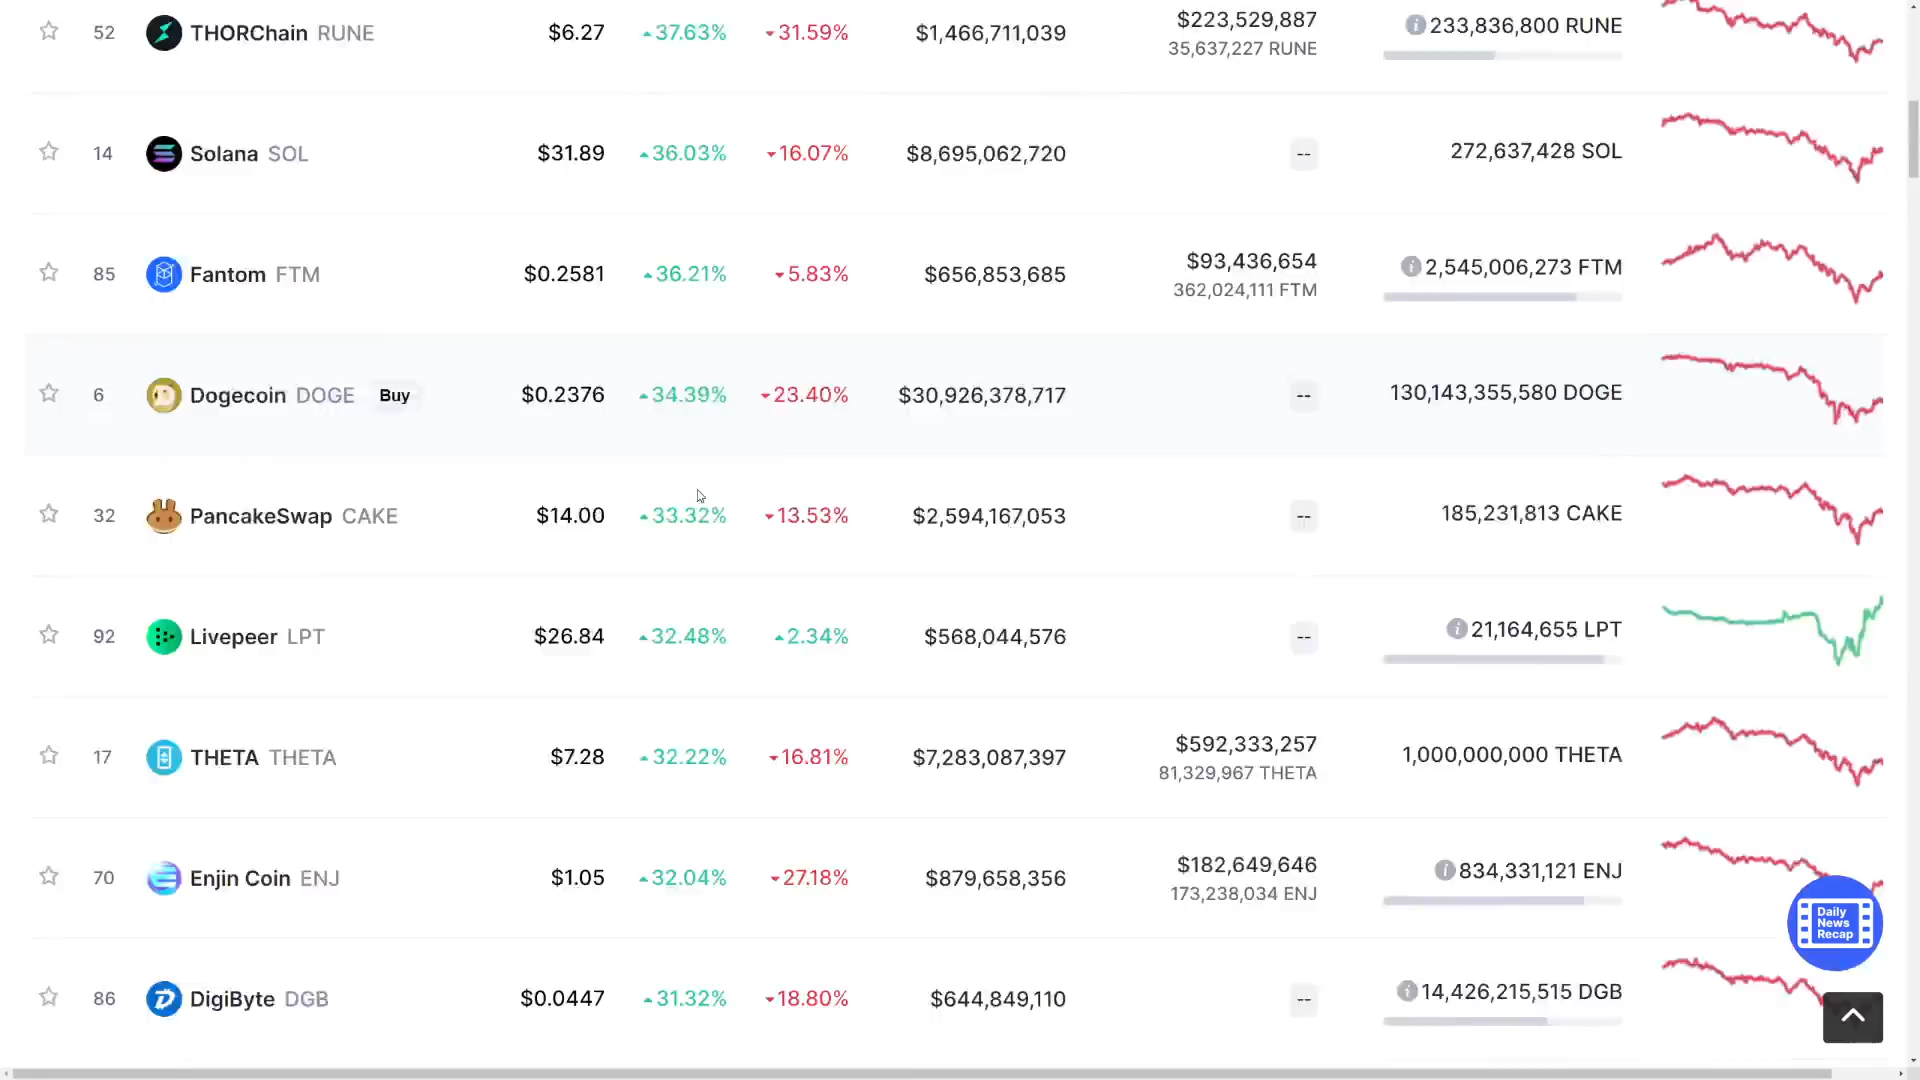 52 THORChain RUNE $6.27 37.63% 31.59% $1,466,711,039 $223,529,887 233,836,800 RUNE
35,637,227 RUNE
14 Solana SOL $31.89 36.03% 16.07% $8,695,062,720 -- 272,637,428 SOL
85 Fantom FTM $0.2581 36.21% 5.83% $656,853,685 $93,436,654 2,545,006,273 FTM
362,024,111 FTM
6 Dogecoin DOGE Buy $0.2376 34.39% 23.40% $30,926,378,717 -- 130,143,355,580 DOGE
32 PancakeSwap CAKE $14.00 33.32% 13.53% $2,594,167,053 -- 185,231,813 CAKE
92 Livepeer LPT $26.84 32.48% 2.34% $568,044,576 -- 21,164,655 LPT
17 THETA THETA $7.28 32.22% 16.81% $7,283,087,397 $592,333,257 1,000,000,000 THETA
81,329,967 THETA
70 Enjin Coin ENJ $1.05 32.04% 27.18% $879,658,356 $182,649,646 834,331,121 ENJ
173,238,034 ENJ
Daily
News
Recap
86 DigiByte DGB $0.0447 31.32% 18.80% $644,849,110 -- 14,426,215,515 DGB